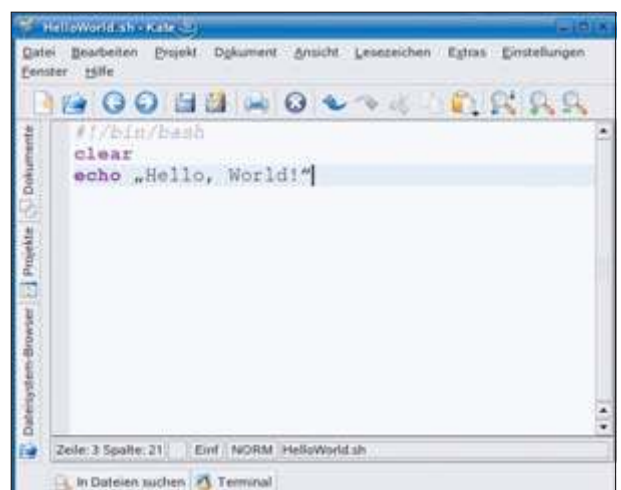 HelloWorld.sh - Kate
Datei Bearbeiten Projekt Dokument Ansicht Lesezeichen Extras Einstellungen
Fenster Hilfe
#!/bin/bash
clear
echo „Hello, World!“
Dokumente
Projekte
Dateisystem-Browser
Zeile: 3 Spalte: 21 Einf NORM HelloWorld.sh
In Dateien suchen Terminal